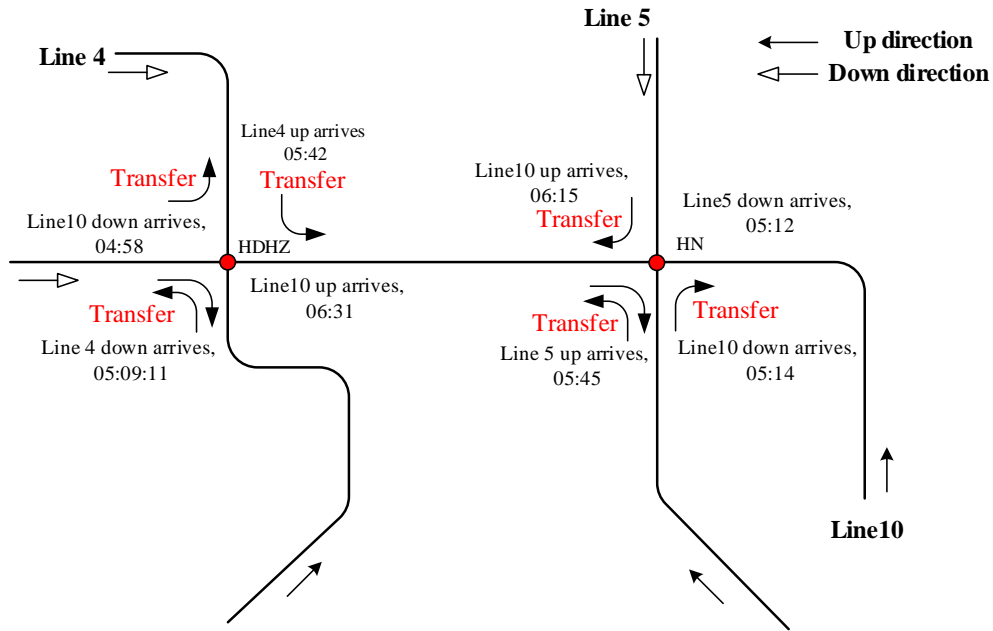 Line 5
Up direction
Line 4
Down direction
Line4 up arrives
05:42
Transfer
Transfer
Line10 up arrives,
06:15
Transfer
Line5 down arrives,
05:12
Line10 down arrives,
04:58
HDHZ
HN
Line10 up arrives,
06:31
Transfer
Line 4 down arrives,
05:09:11
Transfer
Line 5 up arrives,
05:45
Transfer
Line10 down arrives,
05:14
Line10